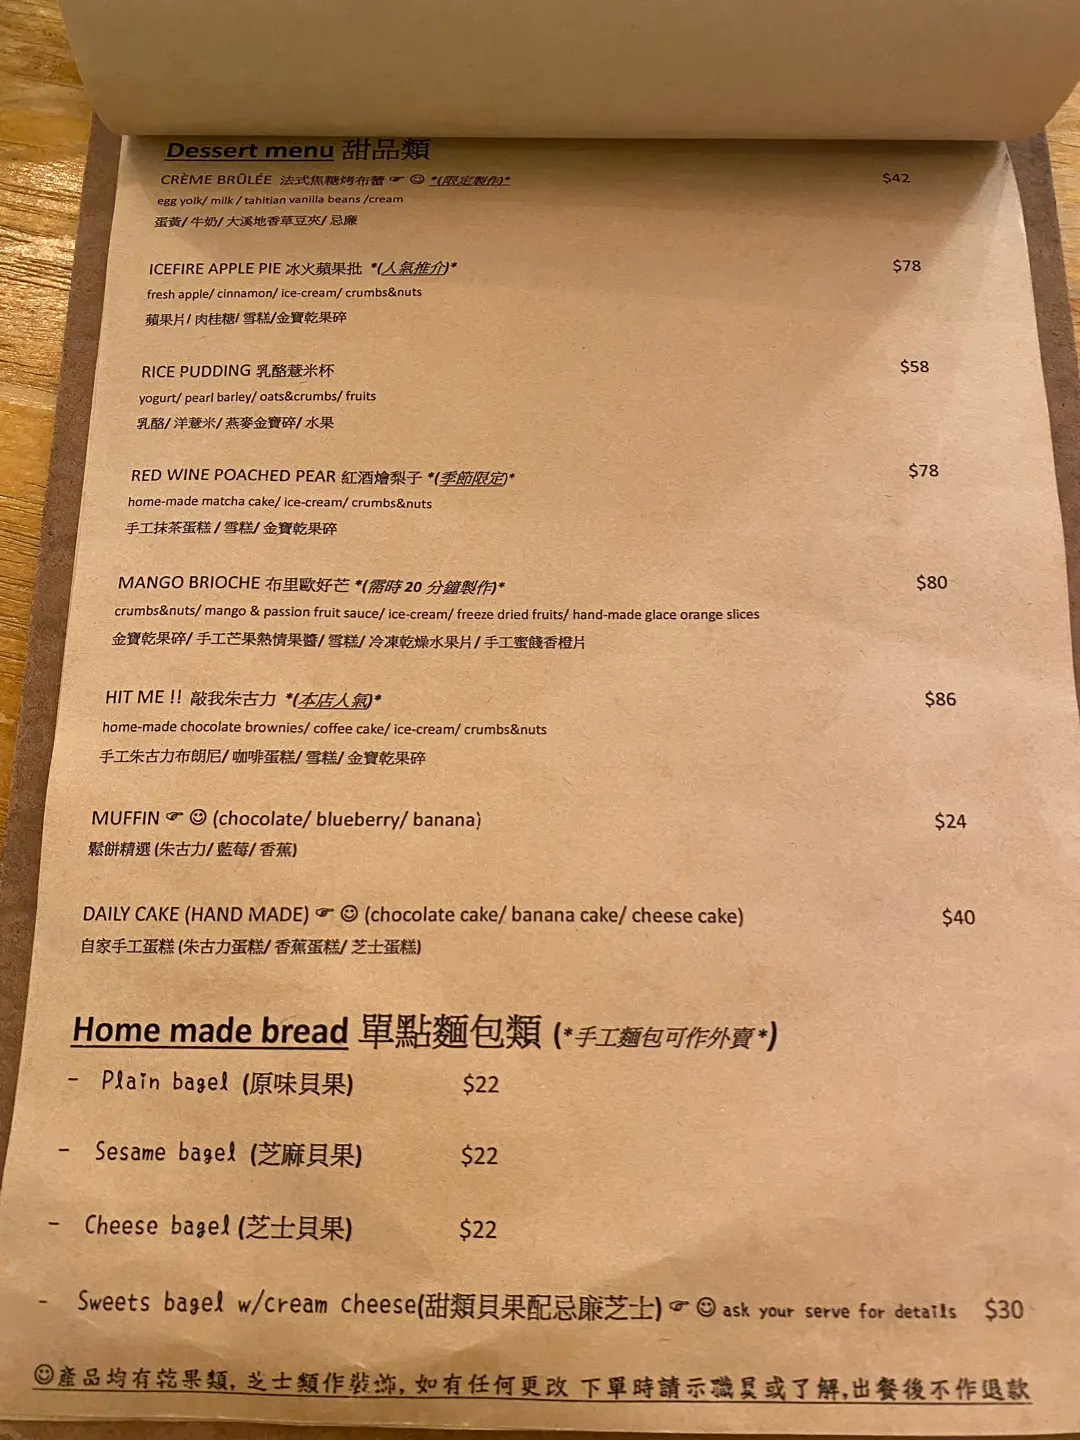 Dessert menu 甜品類
CRÈME BRÛLÉE 法式焦糖烤布蕾 ☞ ☺ *(限定製作)* $42
egg yolk/ milk / tahitian vanilla beans /cream
蛋黃/ 牛奶/ 大溪地香草豆夾/ 忌廉
ICEFIRE APPLE PIE 冰火蘋果批 *(人氣推介)* $78
fresh apple/ cinnamon/ ice-cream/ crumbs&nuts
蘋果片/ 肉桂糖/ 雪糕/金寶乾果碎
RICE PUDDING 乳酪薏米杯 $58
yogurt/ pearl barley/ oats&crumbs/ fruits
乳酪/ 洋薏米/ 燕麥金寶碎/ 水果
RED WINE POACHED PEAR 紅酒燴梨子 *(季節限定)* $78
home-made matcha cake/ ice-cream/ crumbs&nuts
手工抹茶蛋糕 / 雪糕/ 金寶乾果碎
MANGO BRIOCHE 布里歐好芒 *(需時 20 分鐘製作)* $80
crumbs&nuts/ mango & passion fruit sauce/ ice-cream/ freeze dried fruits/ hand-made glace orange slices
金寶乾果碎/ 手工芒果熱情果醬/ 雪糕/ 冷凍乾燥水果片/ 手工蜜餞香橙片
HIT ME !! 敲我朱古力 *(本店人氣)* $86
home-made chocolate brownies/ coffee cake/ ice-cream/ crumbs&nuts
手工朱古力布朗尼/ 咖啡蛋糕/ 雪糕/ 金寶乾果碎
MUFFIN ☞ ☺ (chocolate/ blueberry/ banana) $24
鬆餅精選 (朱古力/ 藍莓/ 香蕉)
DAILY CAKE (HAND MADE) ☞ ☺ (chocolate cake/ banana cake/ cheese cake) $40
自家手工蛋糕 (朱古力蛋糕/ 香蕉蛋糕/ 芝士蛋糕)
Home made bread 單點麵包類 (*手工麵包可作外賣*)
- Plain bagel (原味貝果) $22
- Sesame bagel (芝麻貝果) $22
- Cheese bagel (芝士貝果) $22
- Sweets bagel w/cream cheese(甜類貝果配忌廉芝士) ☞ ☺ ask your serve for details $30
☺產品均有乾果類, 芝士類作裝飾, 如有任何更改 下單時請示職員或了解,出餐後不作退款